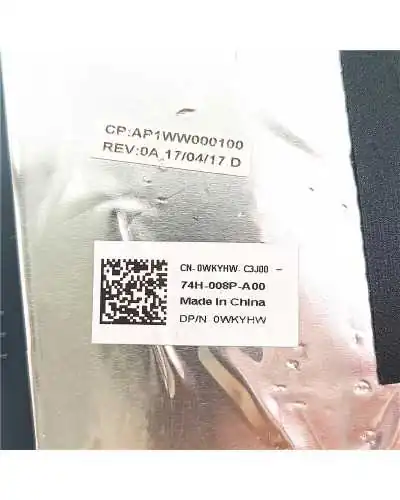 CP:AP1WW000100
REV:0A 17/04/17 D
CN-0WKYHW-C3J00 -
74H-008P-A00
Made In China
DP/N 0WKYHW